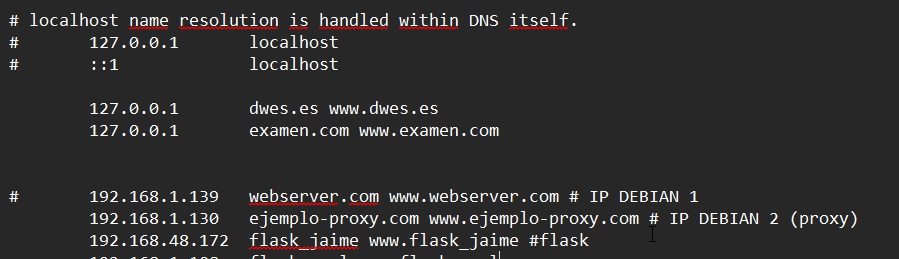 # localhost name resolution is handled within DNS itself.
# 127.0.0.1 localhost
# ::1 localhost
127.0.0.1 dwes.es www.dwes.es
127.0.0.1 examen.com www.examen.com
# 192.168.1.139 webserver.com www.webserver.com # IP DEBIAN 1
192.168.1.130 ejemplo-proxy.com www.ejemplo-proxy.com # IP DEBIAN 2 (proxy)
192.168.48.172 flask_jaime www.flask_jaime #flask